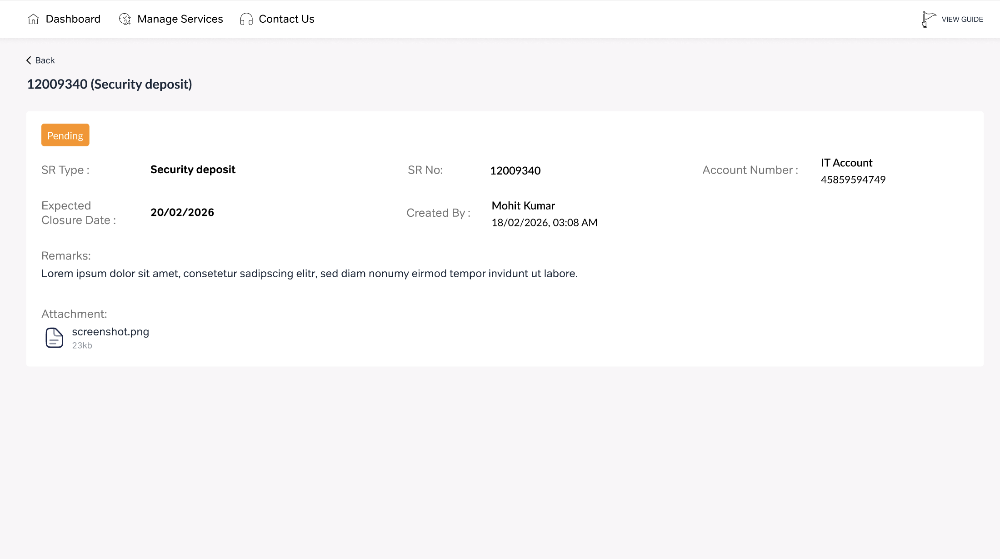 Dashboard
Manage Services
Contact Us
VIEW GUIDE
Back
12009340 (Security deposit)
Pending
SR Type :
Security deposit
SR No:
12009340
Account Number :
IT Account
45859594749
Expected
Closure Date :
20/02/2026
Created By :
Mohit Kumar
18/02/2026, 03:08 AM
Remarks:
Lorem ipsum dolor sit amet, consetetur sadipscing elitr, sed diam nonumy eirmod tempor invidunt ut labore.
Attachment:
screenshot.png
23kb